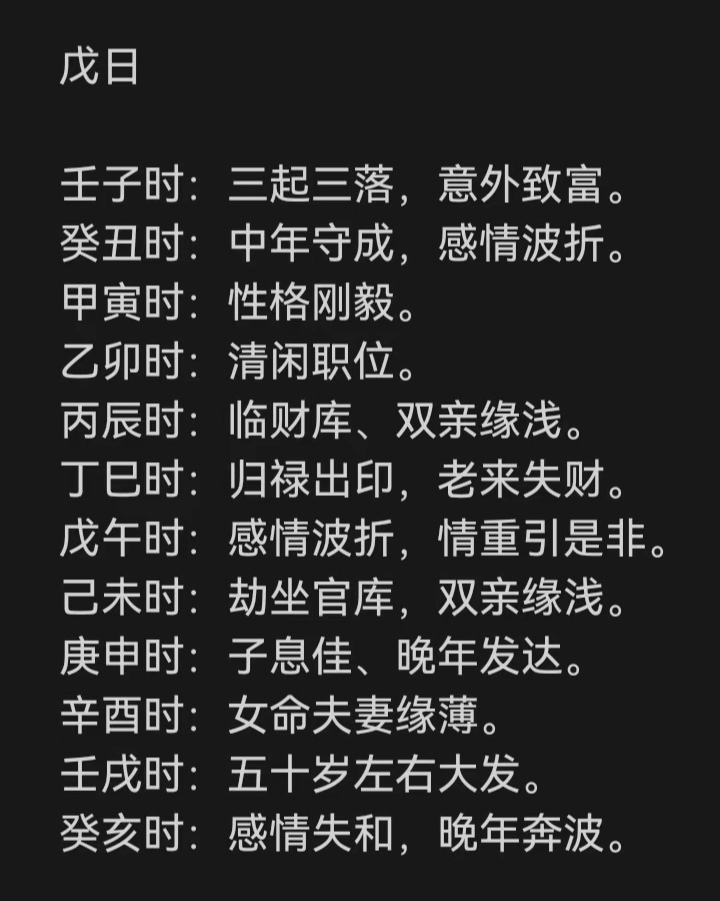 戊日
壬子时：三起三落，意外致富。
癸丑时：中年守成，感情波折。
甲寅时：性格刚毅。
乙卯时：清闲职位。
丙辰时：临财库、双亲缘浅。
丁巳时：归禄出印，老来失财。
戊午时：感情波折，情重引是非。
己未时：劫坐官库，双亲缘浅。
庚申时：子息佳、晚年发达。
辛酉时：女命夫妻缘薄。
壬戌时：五十岁左右大发。
癸亥时：感情失和，晚年奔波。